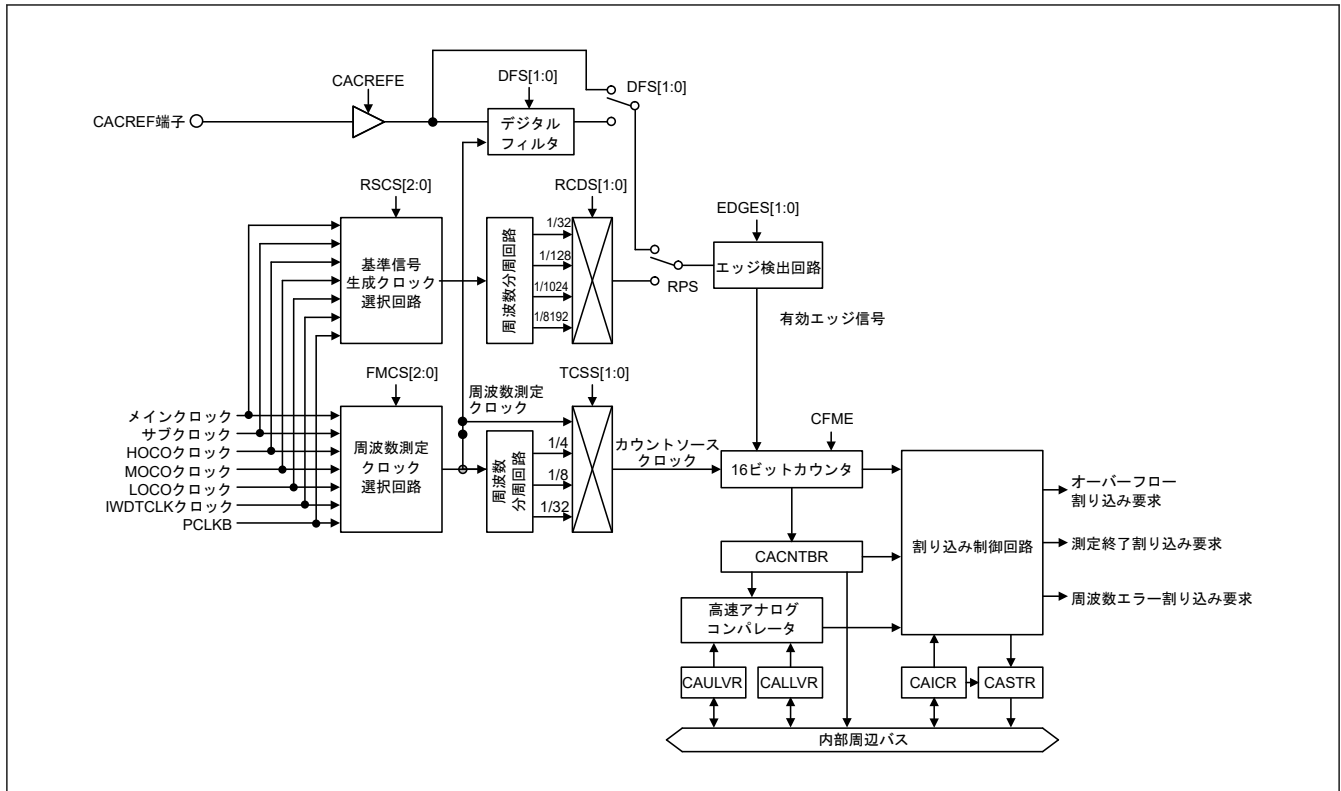 CACREFE
DFS[1:0]
DFS[1:0]
CACREF端子
デジタル
フィルタ
RSCS[2:0]
RCDS[1:0]
EDGES[1:0]
基準信号
生成クロック
選択回路
周波数分周回路
1/32
1/128
1/1024
1/8192
RPS
エッジ検出回路
有効エッジ信号
FMCS[2:0]
周波数測定
クロック
TCSS[1:0]
メインクロック
サブクロック
HOCOクロック
MOCOクロック
LOCOクロック
IWDTCLKクロック
PCLKB
周波数測定
クロック
選択回路
周波数
分周回路
1/4
1/8
1/32
カウントソース
クロック
CFME
16ビットカウンタ
CACNTBR
高速アナログ
コンパレータ
割り込み制御回路
オーバーフロー
割り込み要求
測定終了割り込み要求
周波数エラー割り込み要求
CAULVR
CALLVR
CAICR
CASTR
内部周辺バス